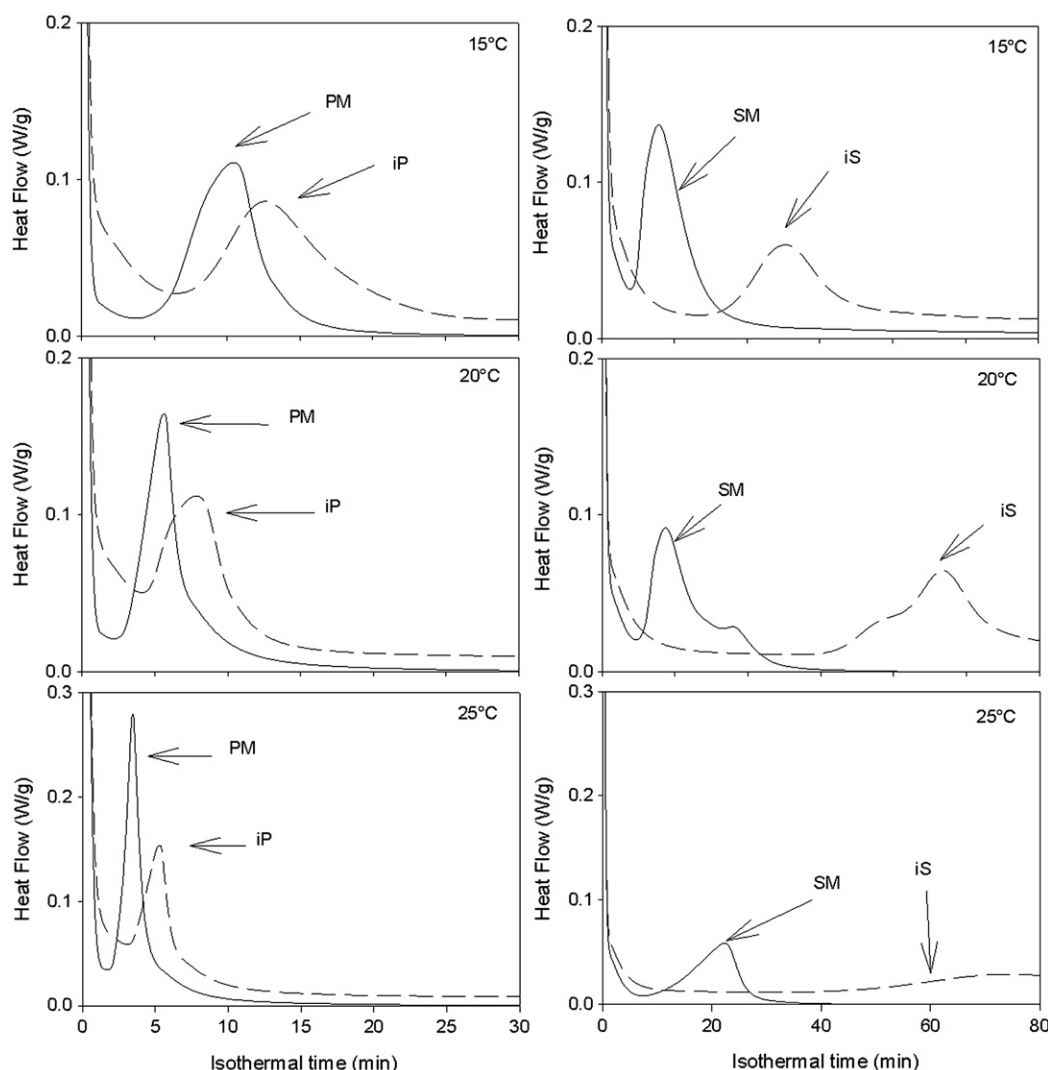 0.2
0.1
0.0
Heat Flow (W/g)
15°C
PM
iP
0.2
0.1
0.0
Heat Flow (W/g)
15°C
SM
iS
0.2
0.1
0.0
Heat Flow (W/g)
20°C
PM
iP
0.2
0.1
0.0
Heat Flow (W/g)
20°C
SM
iS
0.3
0.2
0.1
0.0
Heat Flow (W/g)
25°C
PM
iP
0 5 10 15 20 25 30
Isothermal time (min)
0.3
0.2
0.1
0.0
Heat Flow (W/g)
25°C
SM
iS
0 20 40 60 80
Isothermal time (min)